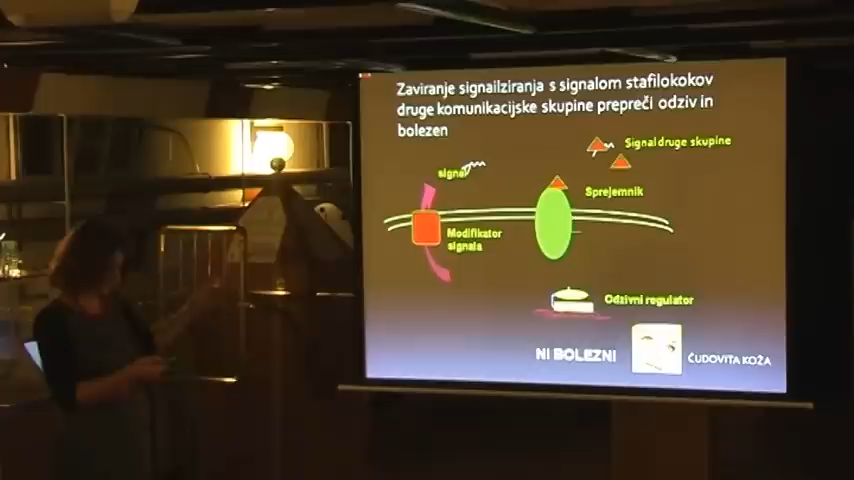 Zaviranje signailziranja s signalom stafilokokov
druge komunikacijske skupine prepreči odziv in
bolezen
Signal druge skupine
signal
Sprejemnik
Modifikator
signala
Odzivni regulator
NI BOLEZNI
ČUDOVITA KOŽA